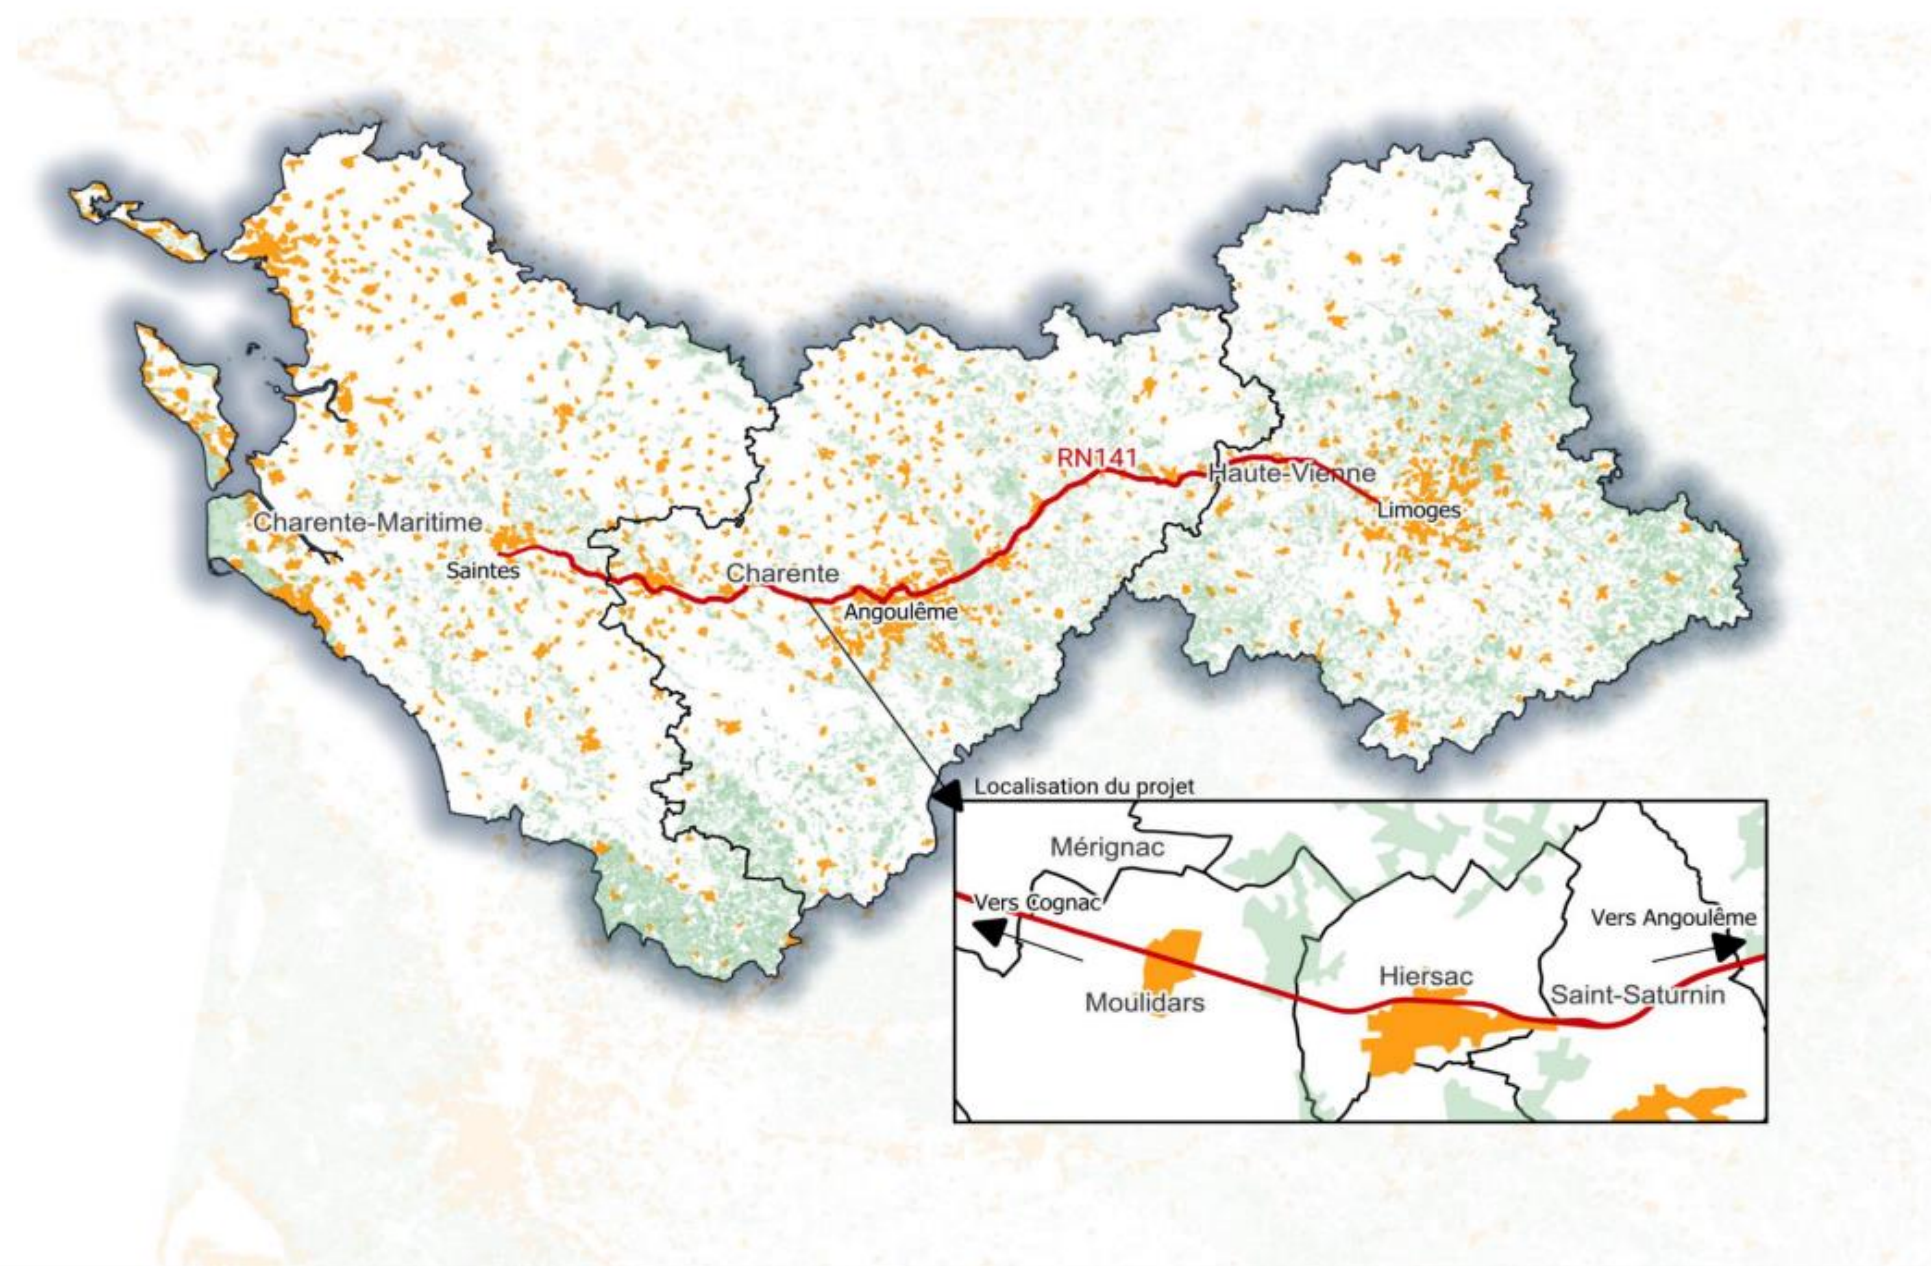 RN141
Haute-Vienne
Limoges
Charente-Maritime
Saintes
Charente
Angoulême
Localisation du projet
Mérignac
Vers Cognac
Vers Angoulême
Hiersac
Moulidars
Saint-Saturnin